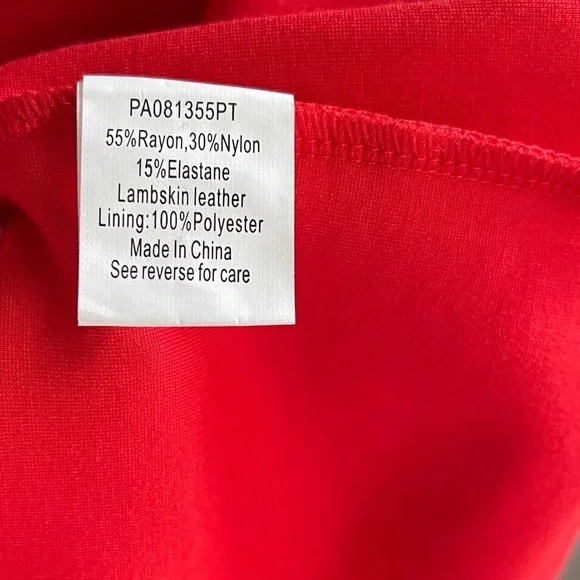 PA081355PT
55%Rayon,30%Nylon
15%Elastane
Lambskin leather
Lining:100%Polyester
Made In China
See reverse for care